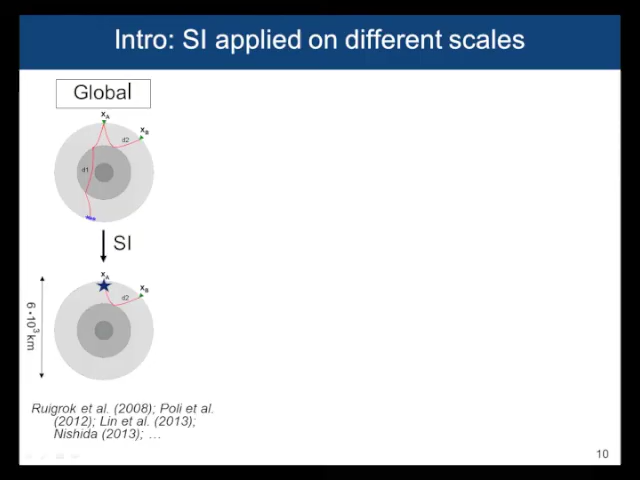 Intro: SI applied on different scales
Global
xA
xB
d2
d1
SI
xA
xB
d2
6•10³ km
Ruigrok et al. (2008); Poli et al.
(2012); Lin et al. (2013);
Nishida (2013); …
10